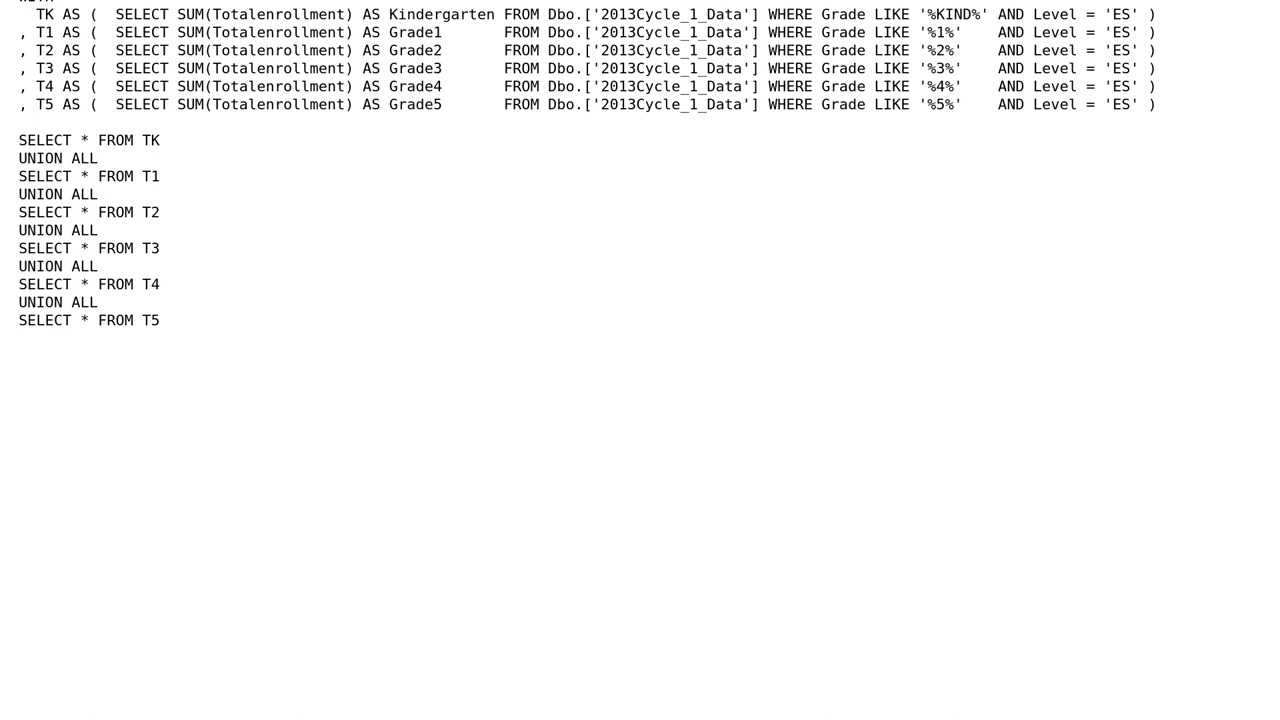 WITH
  TK AS (  SELECT SUM(Totalenrollment) AS Kindergarten FROM Dbo.['2013Cycle_1_Data'] WHERE Grade LIKE '%KIND%' AND Level = 'ES' )
, T1 AS (  SELECT SUM(Totalenrollment) AS Grade1       FROM Dbo.['2013Cycle_1_Data'] WHERE Grade LIKE '%1%'    AND Level = 'ES' )
, T2 AS (  SELECT SUM(Totalenrollment) AS Grade2       FROM Dbo.['2013Cycle_1_Data'] WHERE Grade LIKE '%2%'    AND Level = 'ES' )
, T3 AS (  SELECT SUM(Totalenrollment) AS Grade3       FROM Dbo.['2013Cycle_1_Data'] WHERE Grade LIKE '%3%'    AND Level = 'ES' )
, T4 AS (  SELECT SUM(Totalenrollment) AS Grade4       FROM Dbo.['2013Cycle_1_Data'] WHERE Grade LIKE '%4%'    AND Level = 'ES' )
, T5 AS (  SELECT SUM(Totalenrollment) AS Grade5       FROM Dbo.['2013Cycle_1_Data'] WHERE Grade LIKE '%5%'    AND Level = 'ES' )

SELECT * FROM TK
UNION ALL
SELECT * FROM T1
UNION ALL
SELECT * FROM T2
UNION ALL
SELECT * FROM T3
UNION ALL
SELECT * FROM T4
UNION ALL
SELECT * FROM T5